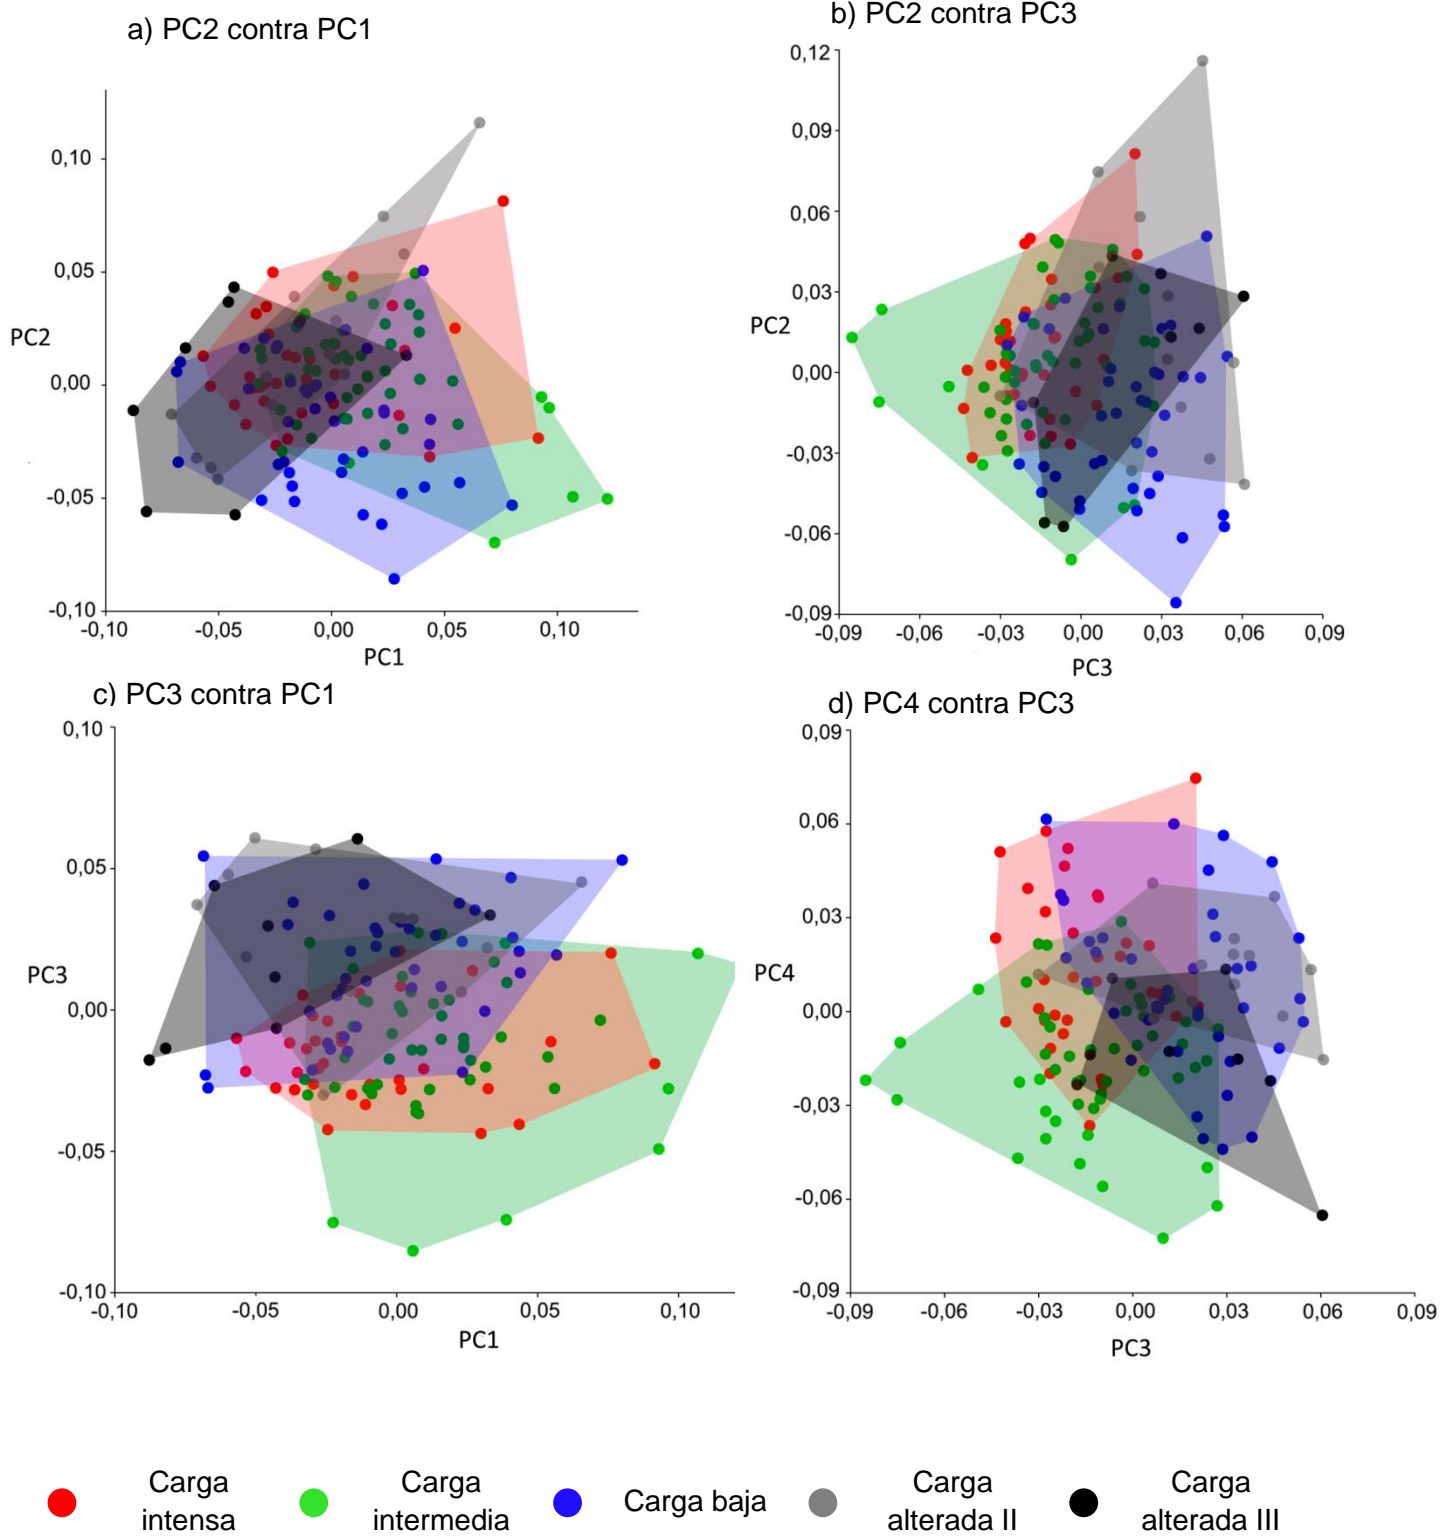 a) PC2 contra PC1
0,10
0,05
PC2
0,00
-0,05
-0,10
-0,10 -0,05 0,00 0,05 0,10
PC1
b) PC2 contra PC3
0,12
0,09
0,06
0,03
PC2
0,00
-0,03
-0,06
-0,09
-0,09 -0,06 -0,03 0,00 0,03 0,06 0,09
PC3
c) PC3 contra PC1
0,10
0,05
PC3
0,00
-0,05
-0,10
-0,10 -0,05 0,00 0,05 0,10
PC1
d) PC4 contra PC3
0,09
0,06
0,03
PC4
0,00
-0,03
-0,06
-0,09
-0,09 -0,06 -0,03 0,00 0,03 0,06 0,09
PC3
Carga
intensa
Carga
intermedia
Carga baja
Carga
alterada II
Carga
alterada III